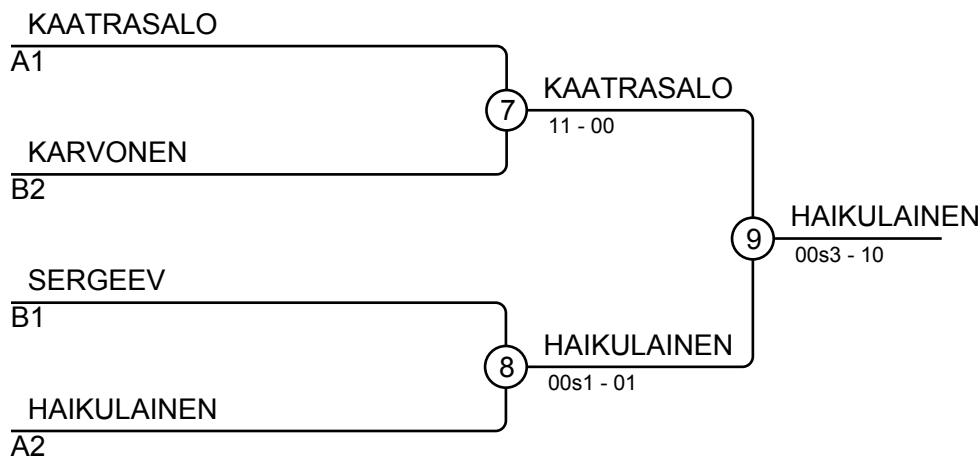 KAATRASALO
A1
7
KAATRASALO
11 - 00
KARVONEN
B2
9
HAIKULAINEN
00s3 - 10
SERGEEV
B1
8
HAIKULAINEN
00s1 - 01
HAIKULAINEN
A2